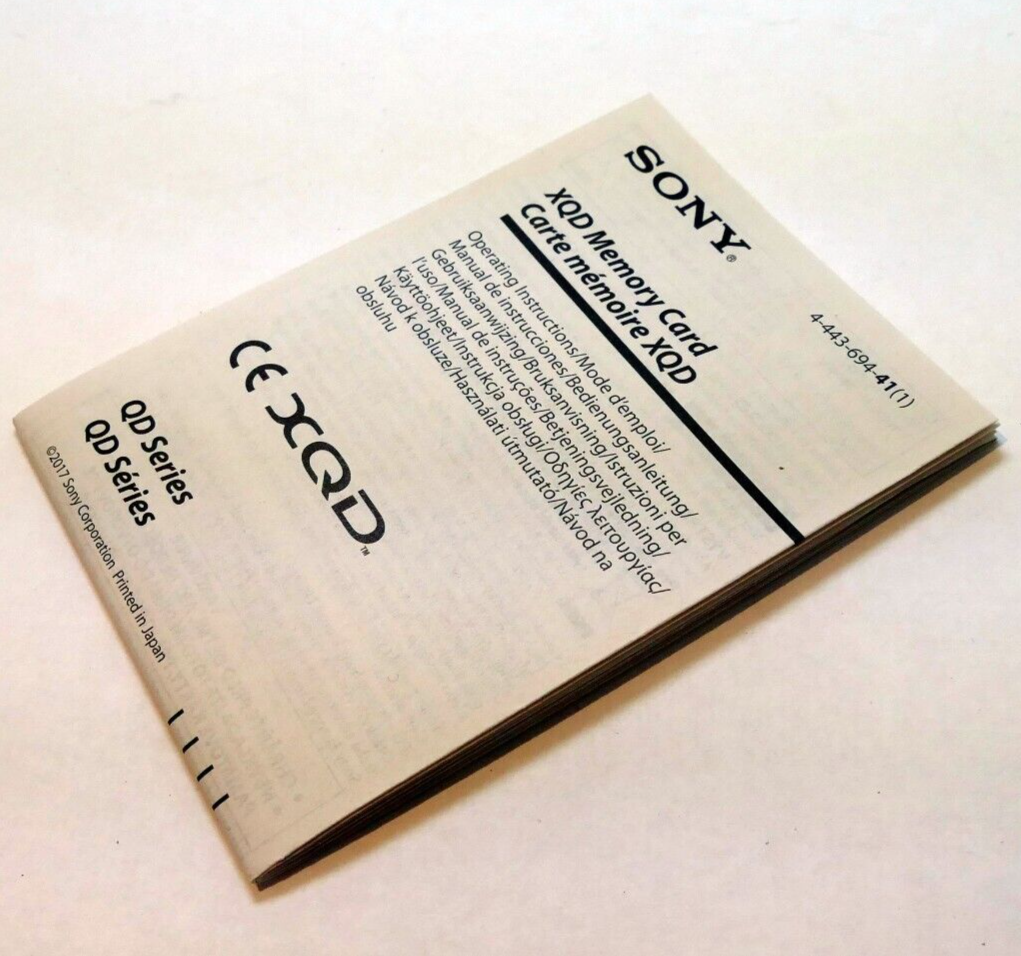 4-443-694-41(1)
SONY®
XQD Memory Card
Carte mémoire XQD
Operating Instructions/Mode d'emploi/
Manual de instrucciones/Bedienungsanleitung/
Gebruiksaanwijzing/Bruksanvisning/Istruzioni per
l'uso/Manual de instruções/Betjeningsvejledning/
Käyttöohjeet/Instrukcja obsługi/Οδηγίες λειτουργίας/
Návod k obsluze/Használati útmutató/Návod na
obsluhu
CE XQD™
QD Series
QD Séries
©2017 Sony Corporation Printed in Japan